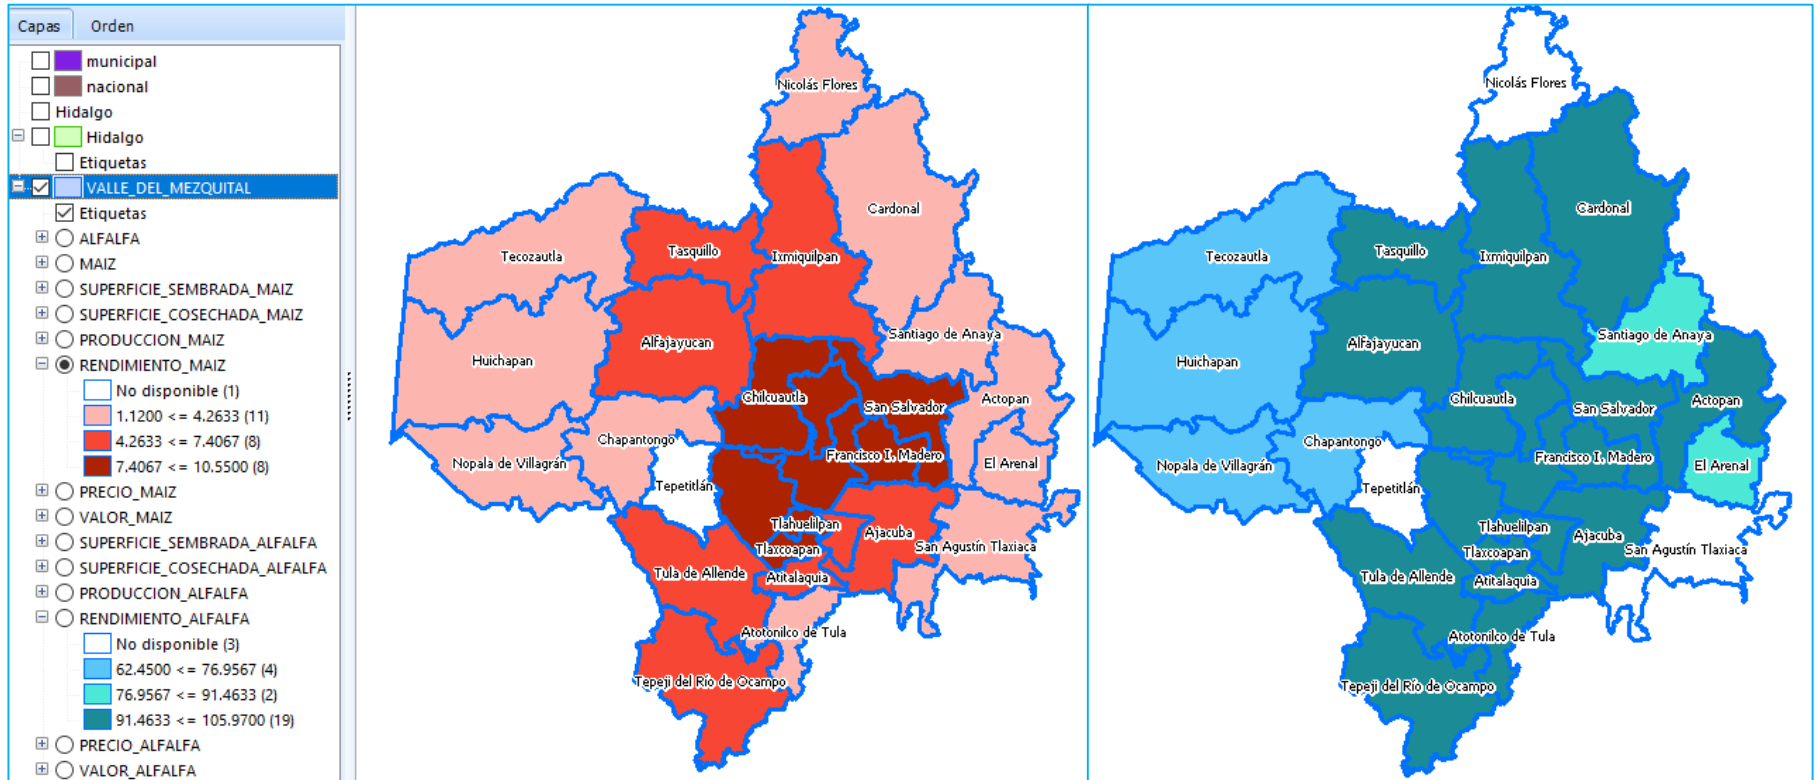 Capas Orden
municipal
nacional
Hidalgo
Hidalgo
Etiquetas
VALLE_DEL_MEZQUITAL
Etiquetas
ALFALFA
MAIZ
SUPERFICIE_SEMBRADA_MAIZ
SUPERFICIE_COSECHADA_MAIZ
PRODUCCION_MAIZ
RENDIMIENTO_MAIZ
No disponible (1)
1.1200 <= 4.2633 (11)
4.2633 <= 7.4067 (8)
7.4067 <= 10.5500 (8)
PRECIO_MAIZ
VALOR_MAIZ
SUPERFICIE_SEMBRADA_ALFALFA
SUPERFICIE_COSECHADA_ALFALFA
PRODUCCION_ALFALFA
RENDIMIENTO_ALFALFA
No disponible (3)
62.4500 <= 76.9567 (4)
76.9567 <= 91.4633 (2)
91.4633 <= 105.9700 (19)
PRECIO_ALFALFA
VALOR_ALFALFA
Nicolás Flores
Cardonal
Tecozautla
Tasquillo
Ixmiquilpan
Santiago de Anaya
Alfajayucan
Huichapan
Chilcuautla
San Salvador
Actopan
Chapantongo
Francisco I. Madero
Nopala de Villagrán
El Arenal
Tepetitlán
Tlahuelilpan
Ajacuba
Tlaxcoapan
San Agustín Tlaxiaca
Tula de Allende
Atitalaquia
Atotonilco de Tula
Tepeji del Río de Ocampo
Nicolás Flores
Cardonal
Tecozautla
Tasquillo
Ixmiquilpan
Santiago de Anaya
Alfajayucan
Huichapan
Chilcuautla
San Salvador
Actopan
Chapantongo
Francisco I. Madero
Nopala de Villagrán
El Arenal
Tepetitlán
Tlahuelilpan
Ajacuba
Tlaxcoapan
San Agustín Tlaxiaca
Tula de Allende
Atitalaquia
Atotonilco de Tula
Tepeji del Río de Ocampo